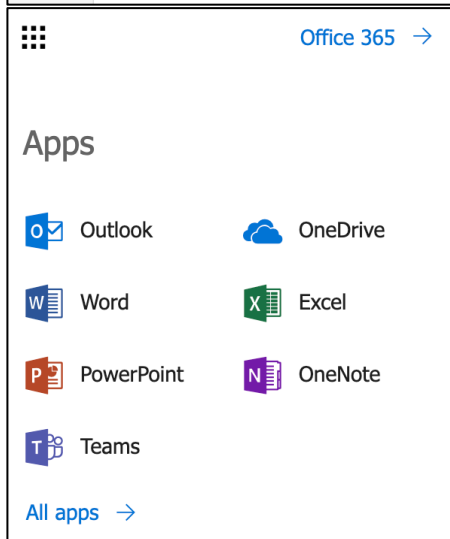 Office 365 →
Apps
Outlook OneDrive
Word Excel
PowerPoint OneNote
Teams
All apps →